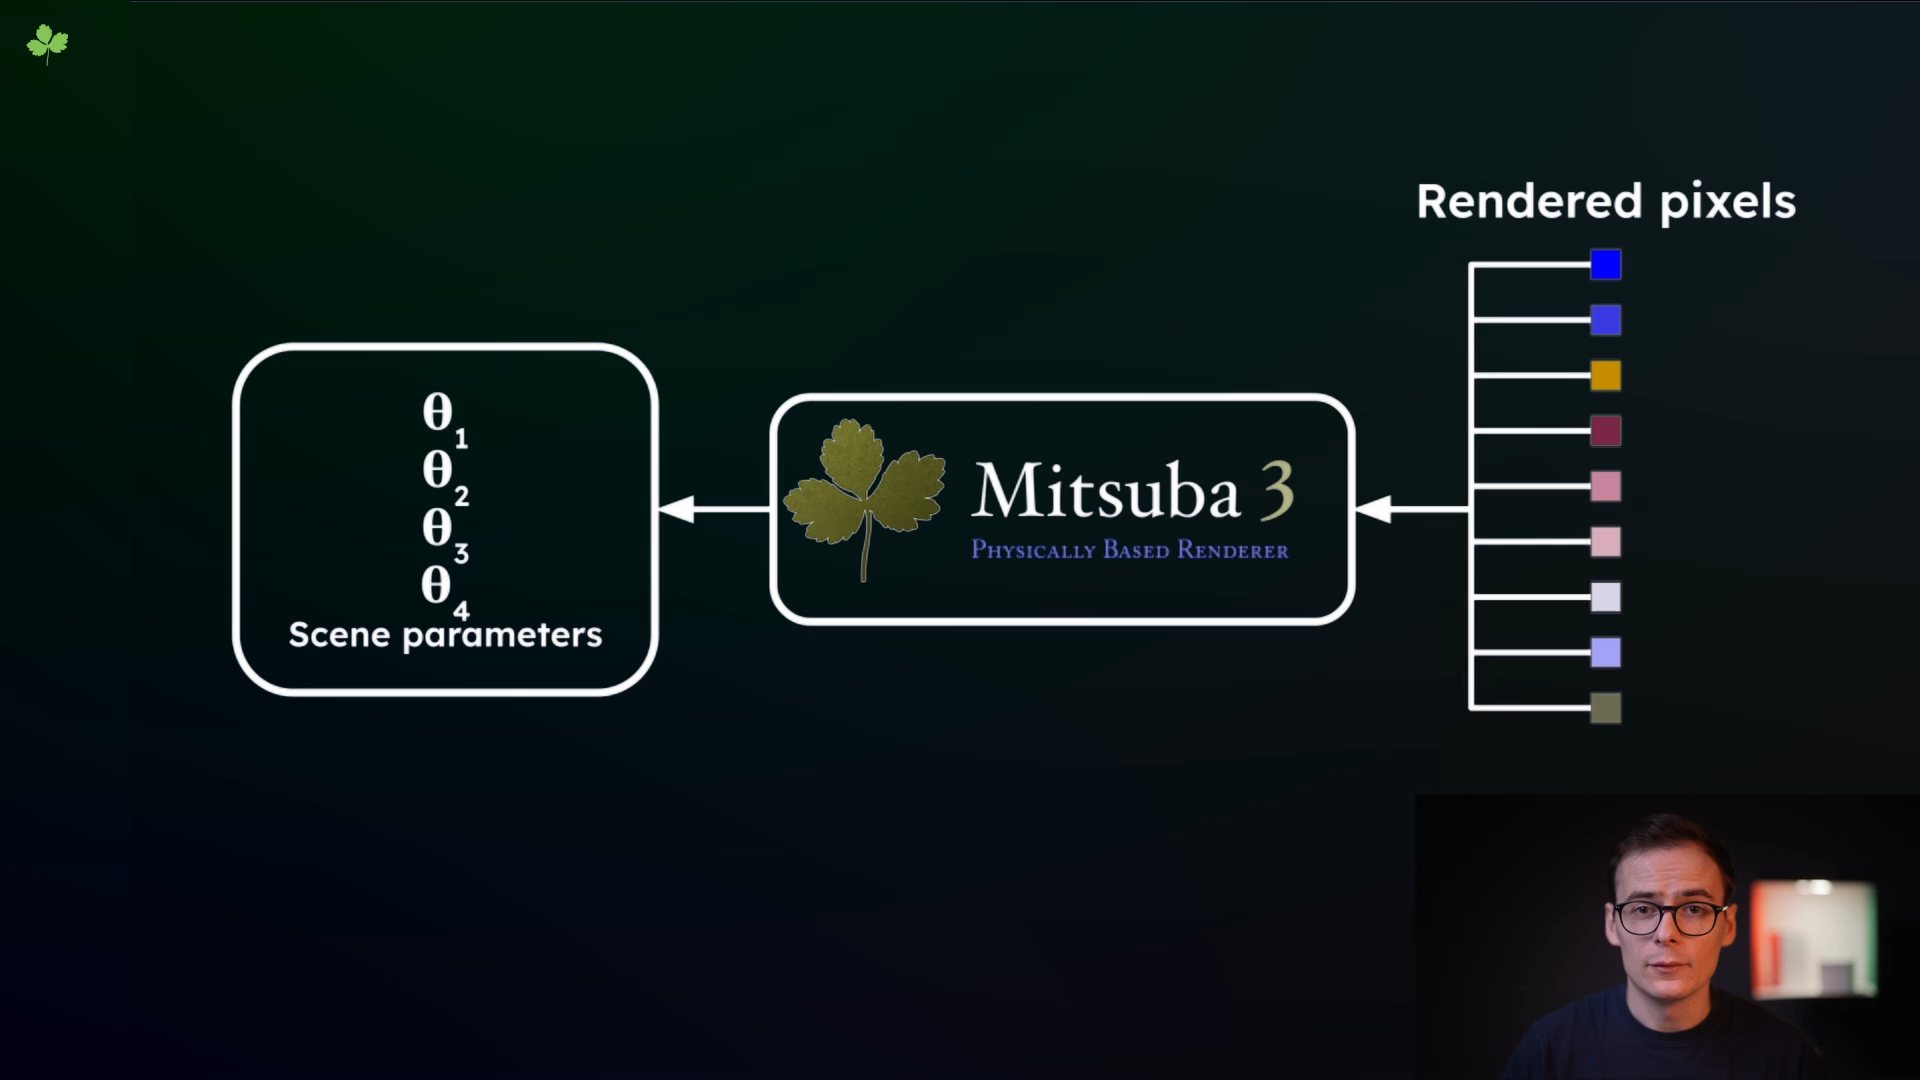 Rendered pixels
θ1
θ2
θ3
θ4
Scene parameters
Mitsuba 3
Physically Based Renderer